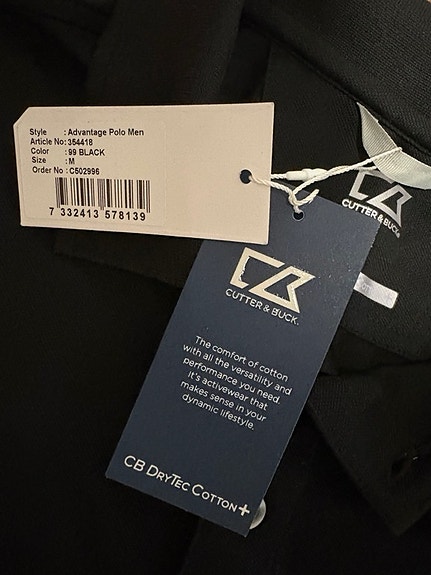 Style : Advantage Polo Men
Article No: 354418
Color : 99 BLACK
Size : M
Order No : C502996
7 332413 578139
CUTTER & BUCK®
CUTTER & BUCK.
The comfort of cotton
with all the versatility and
performance you need.
It's activewear that
makes sense in your
dynamic lifestyle.
CB DRYTEC COTTON+